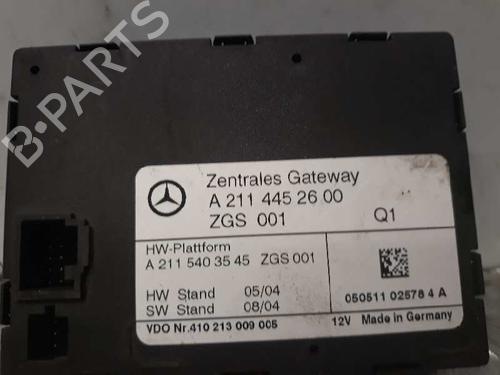 B-PARTS
Zentrales Gateway
A 211 445 26 00
ZGS 001 Q1
HW-Plattform
A 211 540 35 45 ZGS 001
HW Stand 05/04
SW Stand 08/04
050511 02578 4 A
VDO Nr.410 213 009 005 12V Made in Germany